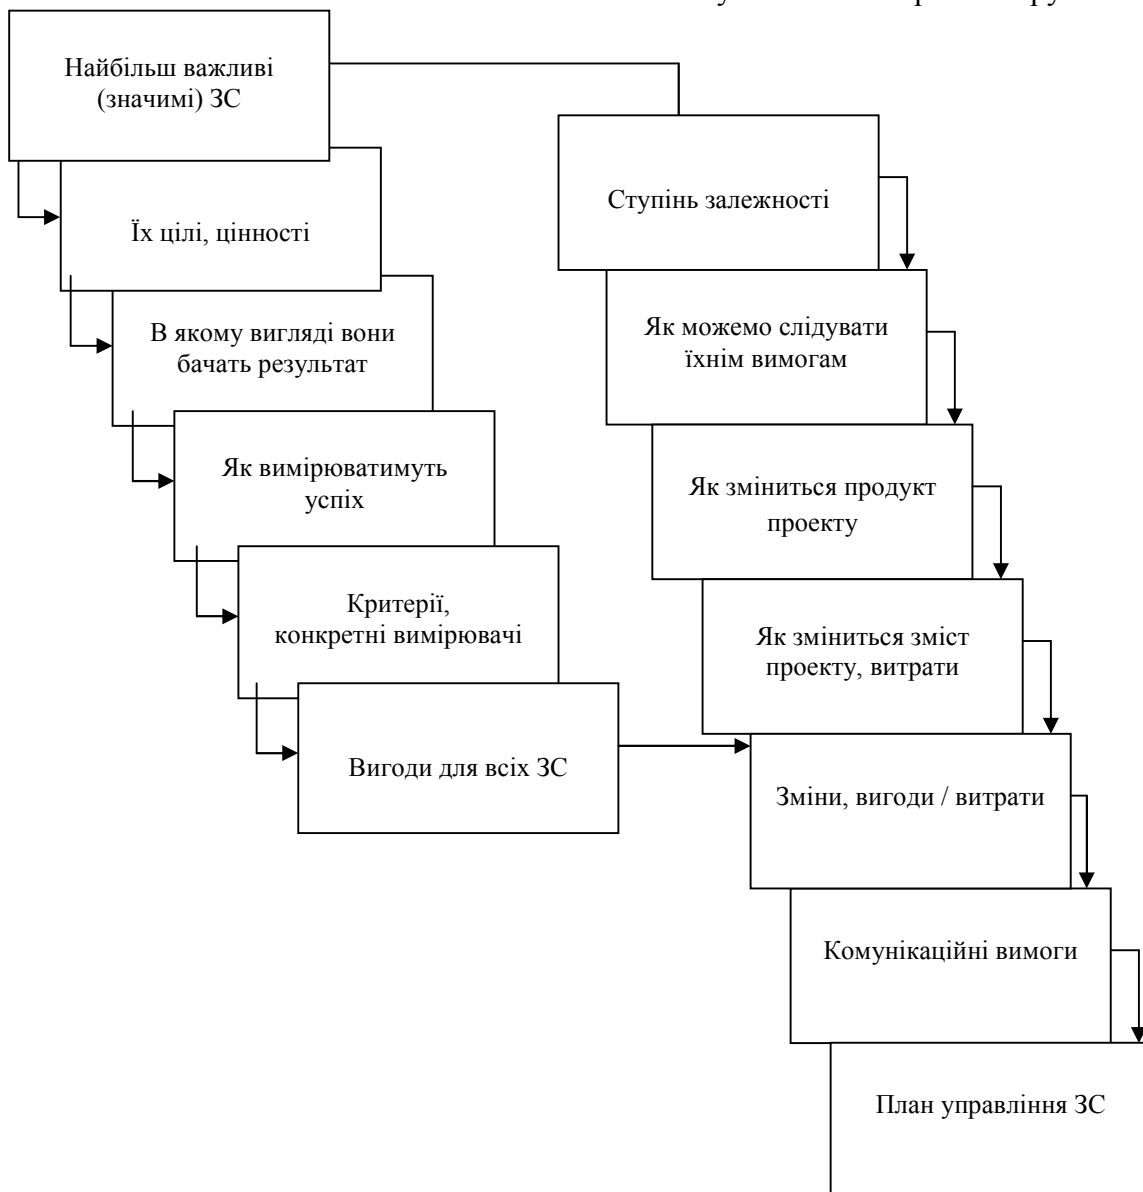 Найбільш важливі
(значимі) ЗС
Їх цілі, цінності
В якому вигляді вони
бачать результат
Як вимірюватимуть
успіх
Критерії,
конкретні вимірювачі
Вигоди для всіх ЗС
Ступінь залежності
Як можемо слідувати
їхнім вимогам
Як зміниться продукт
проекту
Як зміниться зміст
проекту, витрати
Зміни, вигоди / витрати
Комунікаційні вимоги
План управління ЗС